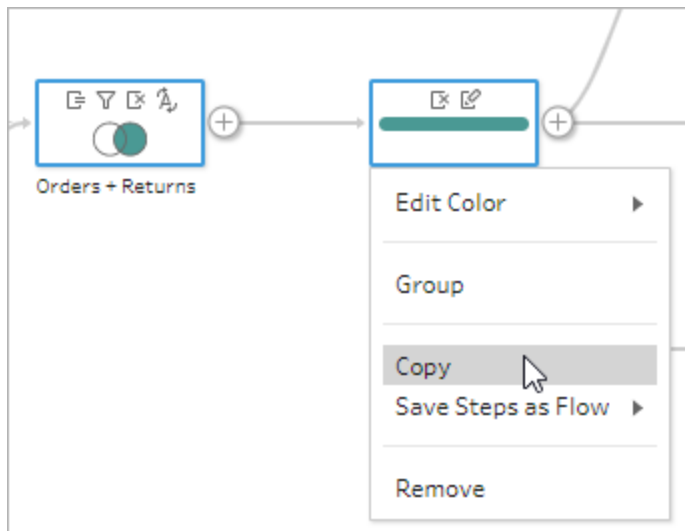 Orders + Returns
Edit Color
Group
Copy
Save Steps as Flow
Remove